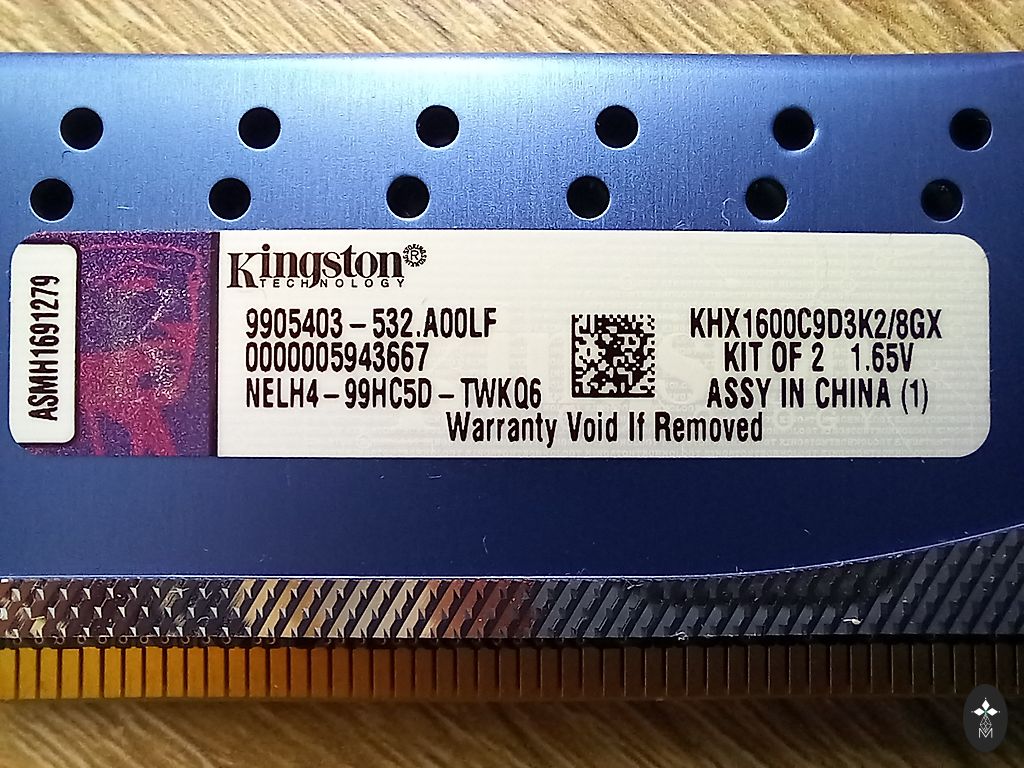 ASMH1691279
Kingston®
TECHNOLOGY
9905403-532.A00LF
0000005943667
NELH4-99HC5D-TWKQ6
KHX1600C9D3K2/8GX
KIT OF 2 1.65V
ASSY IN CHINA (1)
Warranty Void If Removed